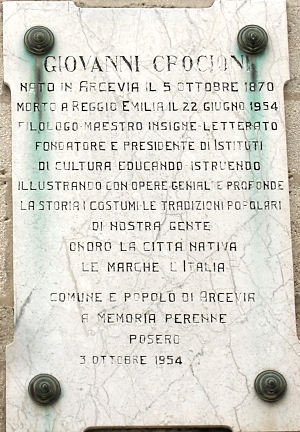 GIOVANNI CROCIONI
NATO IN ARCEVIA IL 5 OTTOBRE 1870
MORTO A REGGIO EMILIA IL 22 GIUGNO 1954
FILOLOGO-MAESTRO INSIGNE-LETTERATO
FONDATORE E PRESIDENTE DI ISTITUTI
DI CULTURA EDUCANDO ISTRUENDO
ILLUSTRANDO CON OPERE GENIALI E PROFONDE
LA STORIA I COSTUMI LE TRADIZIONI POPOLARI
DI NOSTRA GENTE
ONORO LA CITTA NATIVA
LE MARCHE L'ITALIA
COMUNE E POPOLO DI ARCEVIA
A MEMORIA PERENNE
POSERO
3 OTTOBRE 1954